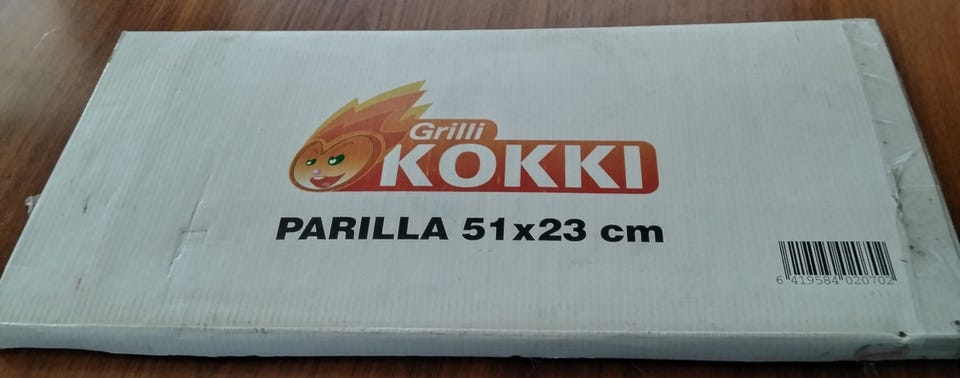 Grilli
KOKKI
PARILLA 51x23 cm
6 419584 020702